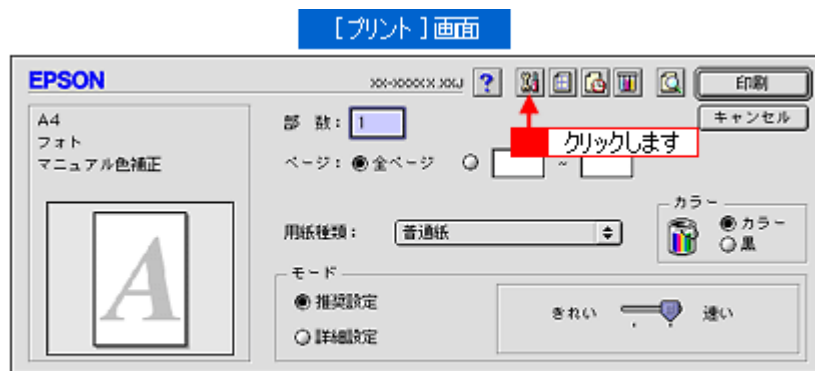 [プリント]画面
EPSON
?
印刷
キャンセル
A4
フォト
マニュアル色補正
部 数：1
クリックします
ページ：全ページ ~
用紙種類：普通紙
カラー
カラー
黒
モード
推奨設定
詳細設定
きれい 速い
A